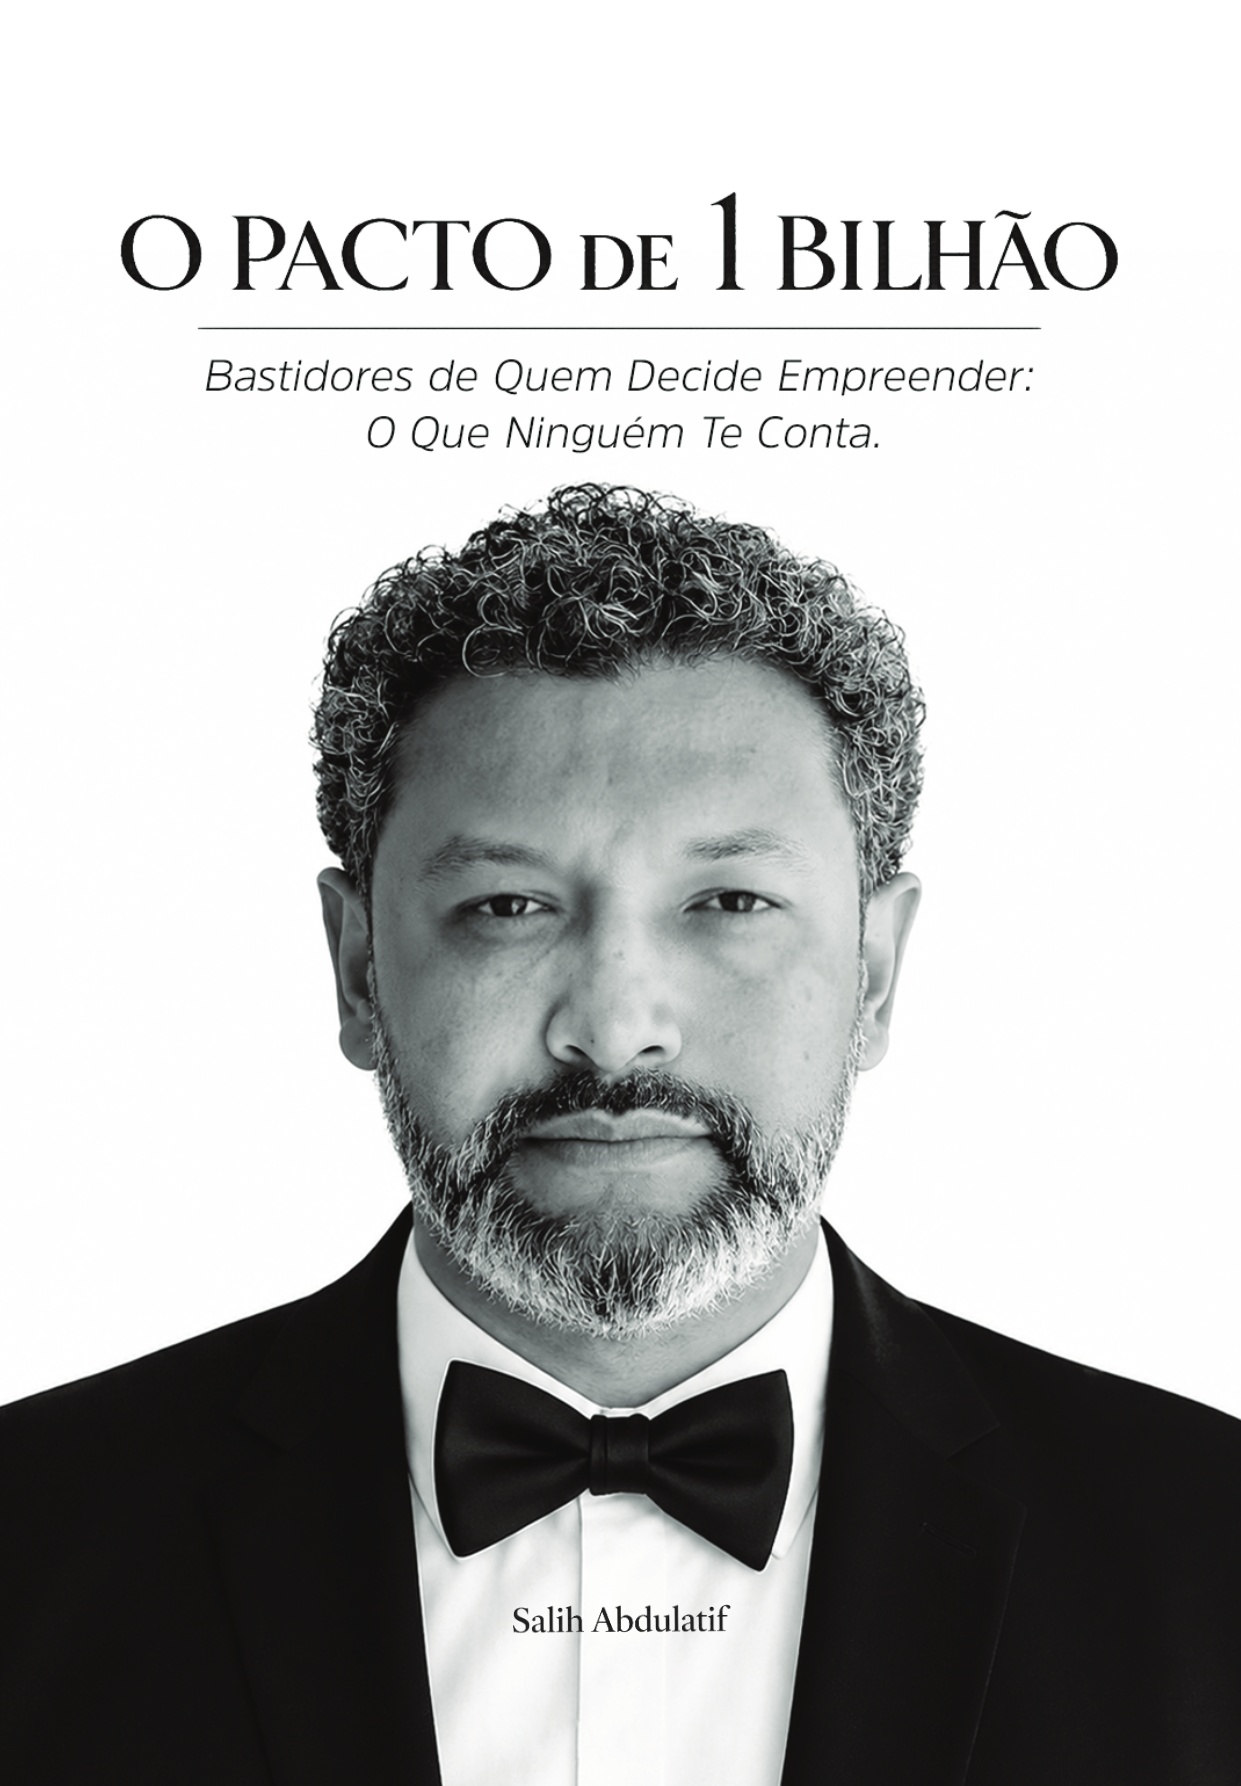 O PACTO DE 1 BILHÃO
Bastidores de Quem Decide Empreender:
O Que Ninguém Te Conta.
Salih Abdulatif